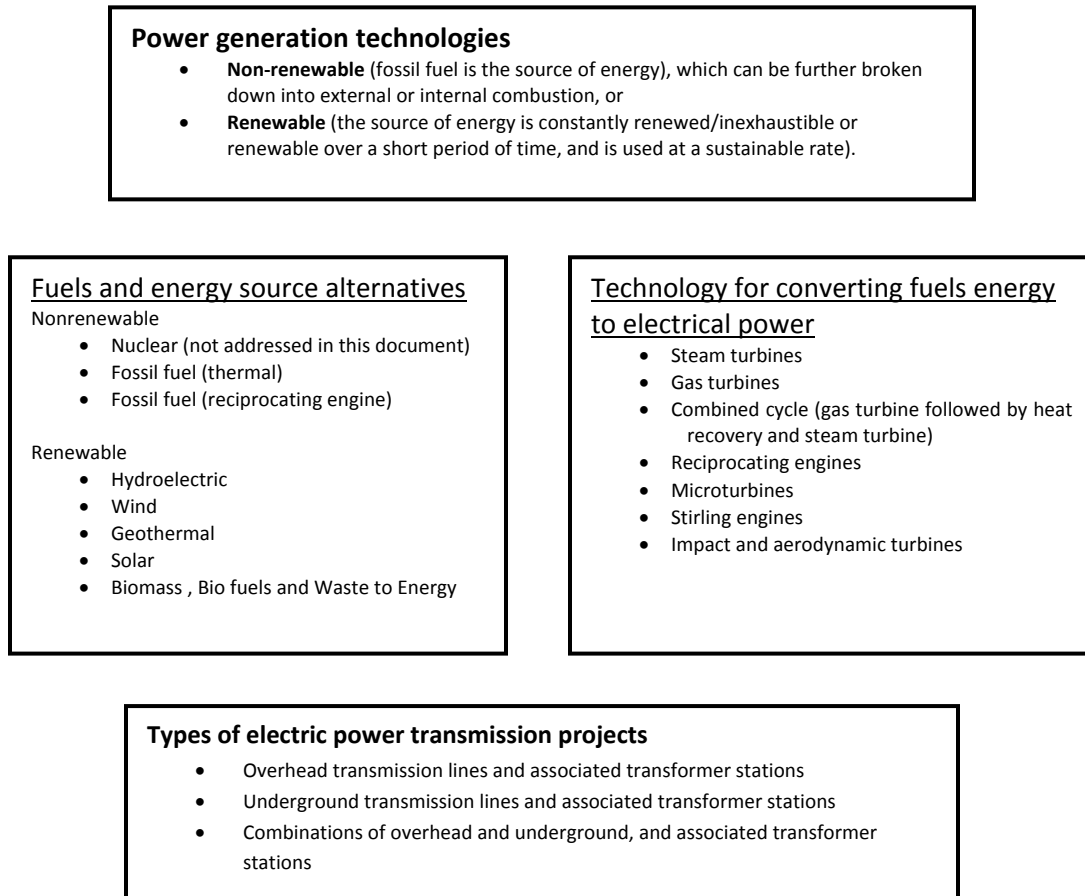 Power generation technologies
• Non-renewable (fossil fuel is the source of energy), which can be further broken
down into external or internal combustion, or
• Renewable (the source of energy is constantly renewed/inexhaustible or
renewable over a short period of time, and is used at a sustainable rate).
Fuels and energy source alternatives
Nonrenewable
• Nuclear (not addressed in this document)
• Fossil fuel (thermal)
• Fossil fuel (reciprocating engine)
Renewable
• Hydroelectric
• Wind
• Geothermal
• Solar
• Biomass , Bio fuels and Waste to Energy
Technology for converting fuels energy
to electrical power
• Steam turbines
• Gas turbines
• Combined cycle (gas turbine followed by heat
recovery and steam turbine)
• Reciprocating engines
• Microturbines
• Stirling engines
• Impact and aerodynamic turbines
Types of electric power transmission projects
• Overhead transmission lines and associated transformer stations
• Underground transmission lines and associated transformer stations
• Combinations of overhead and underground, and associated transformer
stations